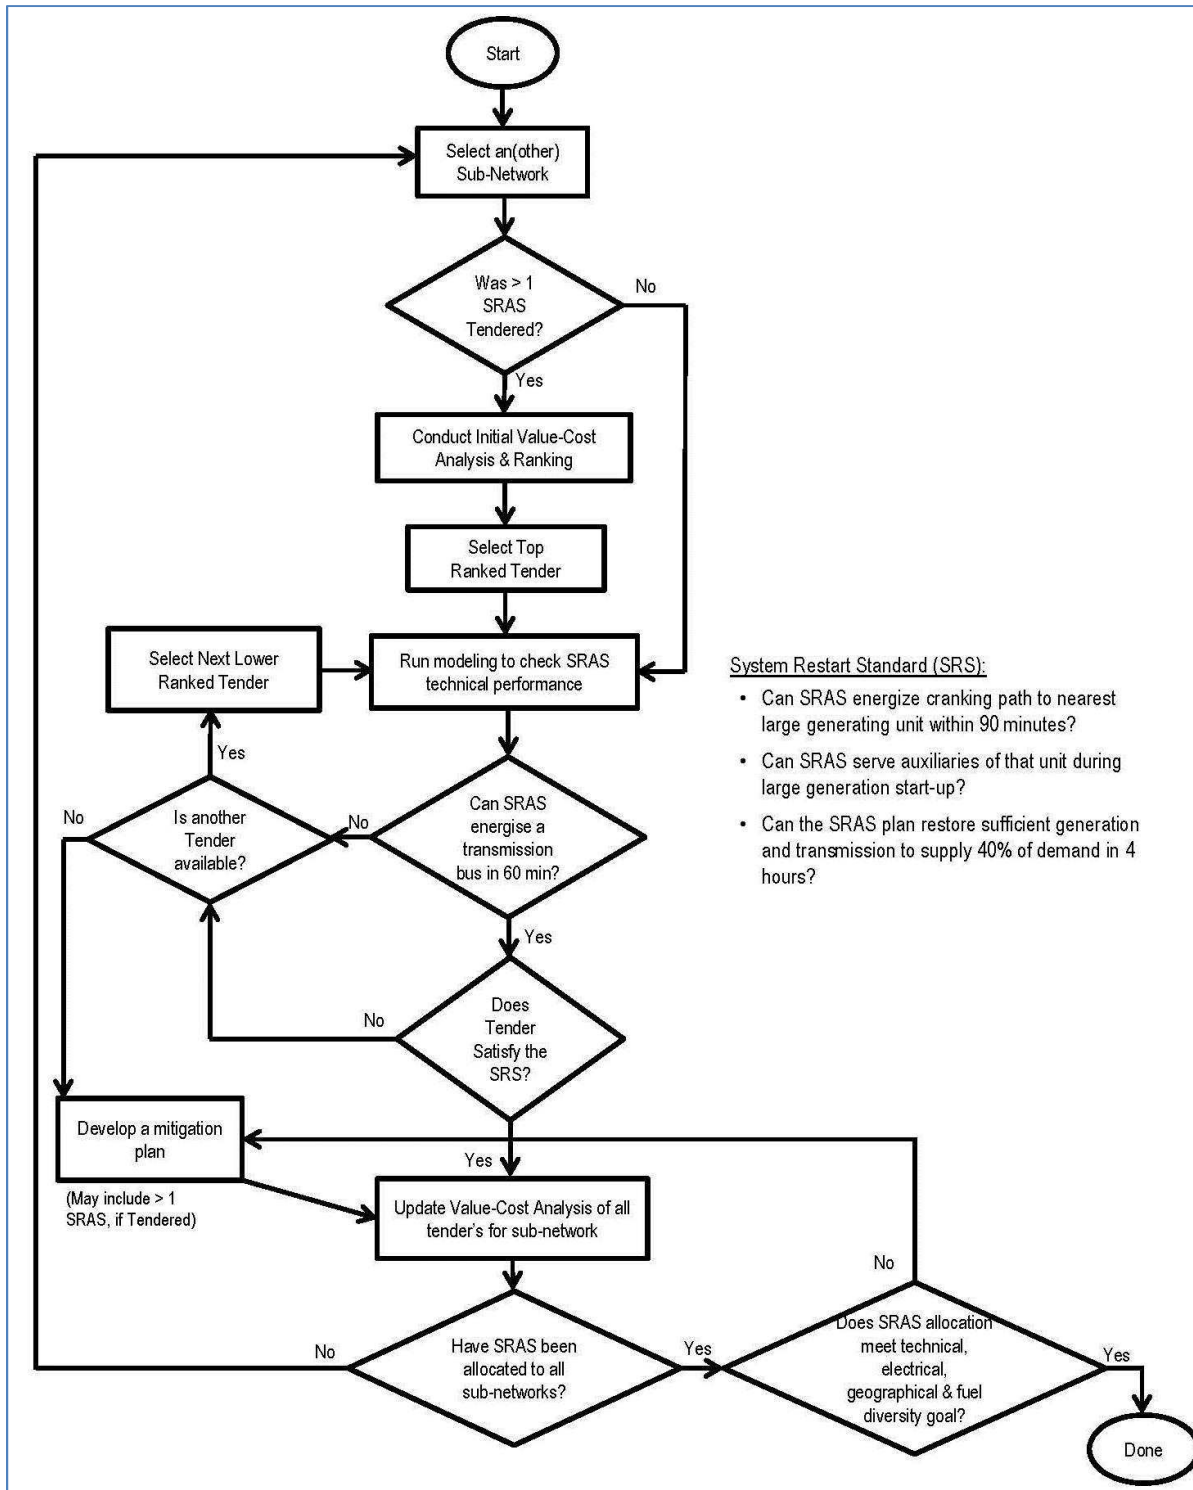 Start
Select an(other)
Sub-Network
Was > 1
SRAS
Tendered?
No
Yes
Conduct Initial Value-Cost
Analysis & Ranking
Select Top
Ranked Tender
Select Next Lower
Ranked Tender
Run modeling to check SRAS
technical performance
System Restart Standard (SRS):
• Can SRAS energize cranking path to nearest
large generating unit within 90 minutes?
• Can SRAS serve auxiliaries of that unit during
large generation start-up?
• Can the SRAS plan restore sufficient generation
and transmission to supply 40% of demand in 4
hours?
Yes
No
Is another
Tender
available?
No
Can SRAS
energise a
transmission
bus in 60 min?
Yes
No
Does
Tender
Satisfy the
SRS?
Develop a mitigation
plan
(May include > 1
SRAS, if Tendered)
Yes
Update Value-Cost Analysis of all
tender's for sub-network
No
No
Have SRAS been
allocated to all
sub-networks?
Yes
Does SRAS allocation
meet technical,
electrical,
geographical & fuel
diversity goal?
Yes
Done